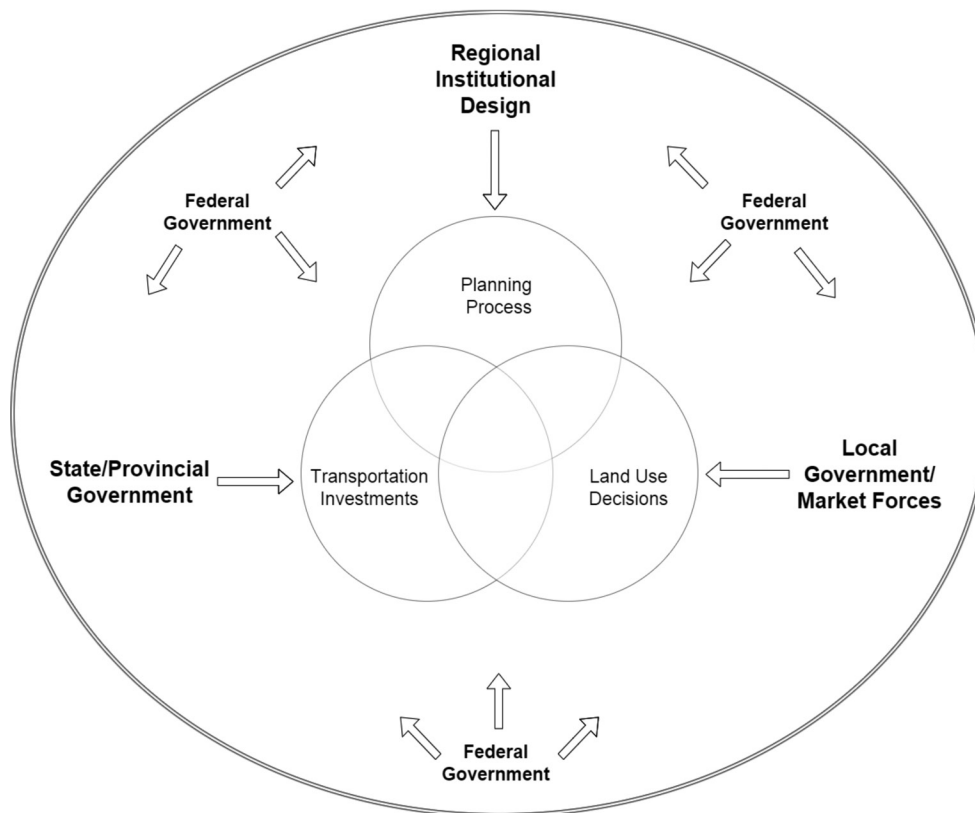 Regional
Institutional
Design
Federal
Government
Federal
Government
Planning
Process
State/Provincial
Government
Transportation
Investments
Land Use
Decisions
Local
Government/
Market Forces
Federal
Government